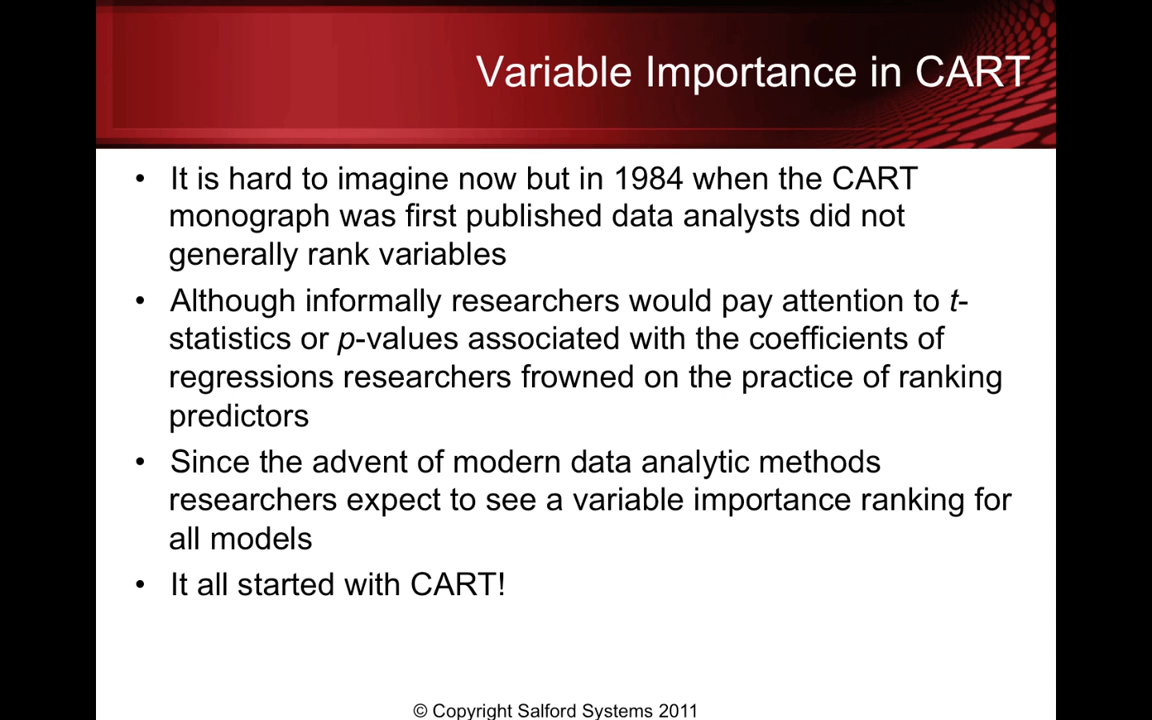 Variable Importance in CART
• It is hard to imagine now but in 1984 when the CART
monograph was first published data analysts did not
generally rank variables
• Although informally researchers would pay attention to t-
statistics or p-values associated with the coefficients of
regressions researchers frowned on the practice of ranking
predictors
• Since the advent of modern data analytic methods
researchers expect to see a variable importance ranking for
all models
• It all started with CART!
© Copyright Salford Systems 2011